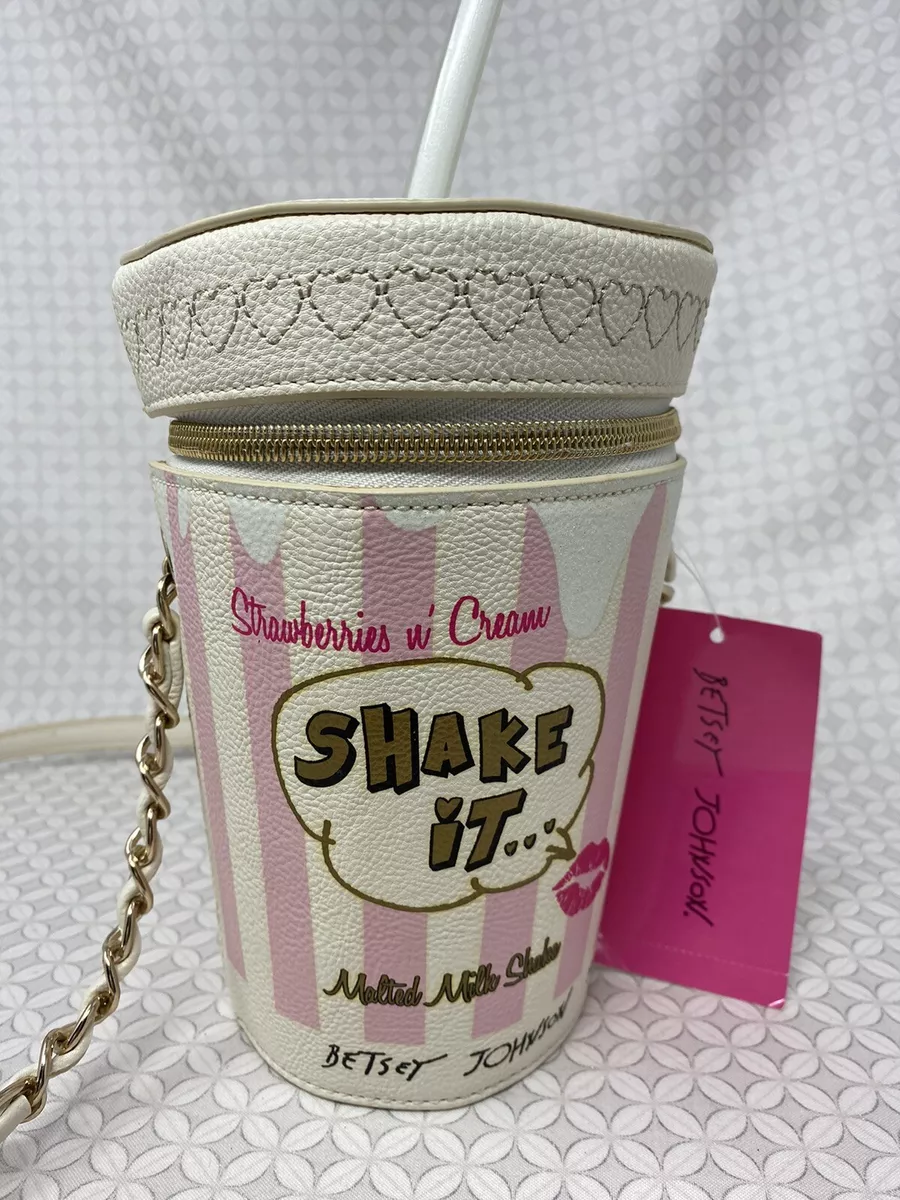 Strawberries n' Cream
SHAKE
iT...
Malted Milk Shake
BETSEY JOHNSON
BETSEY JOHNSON.